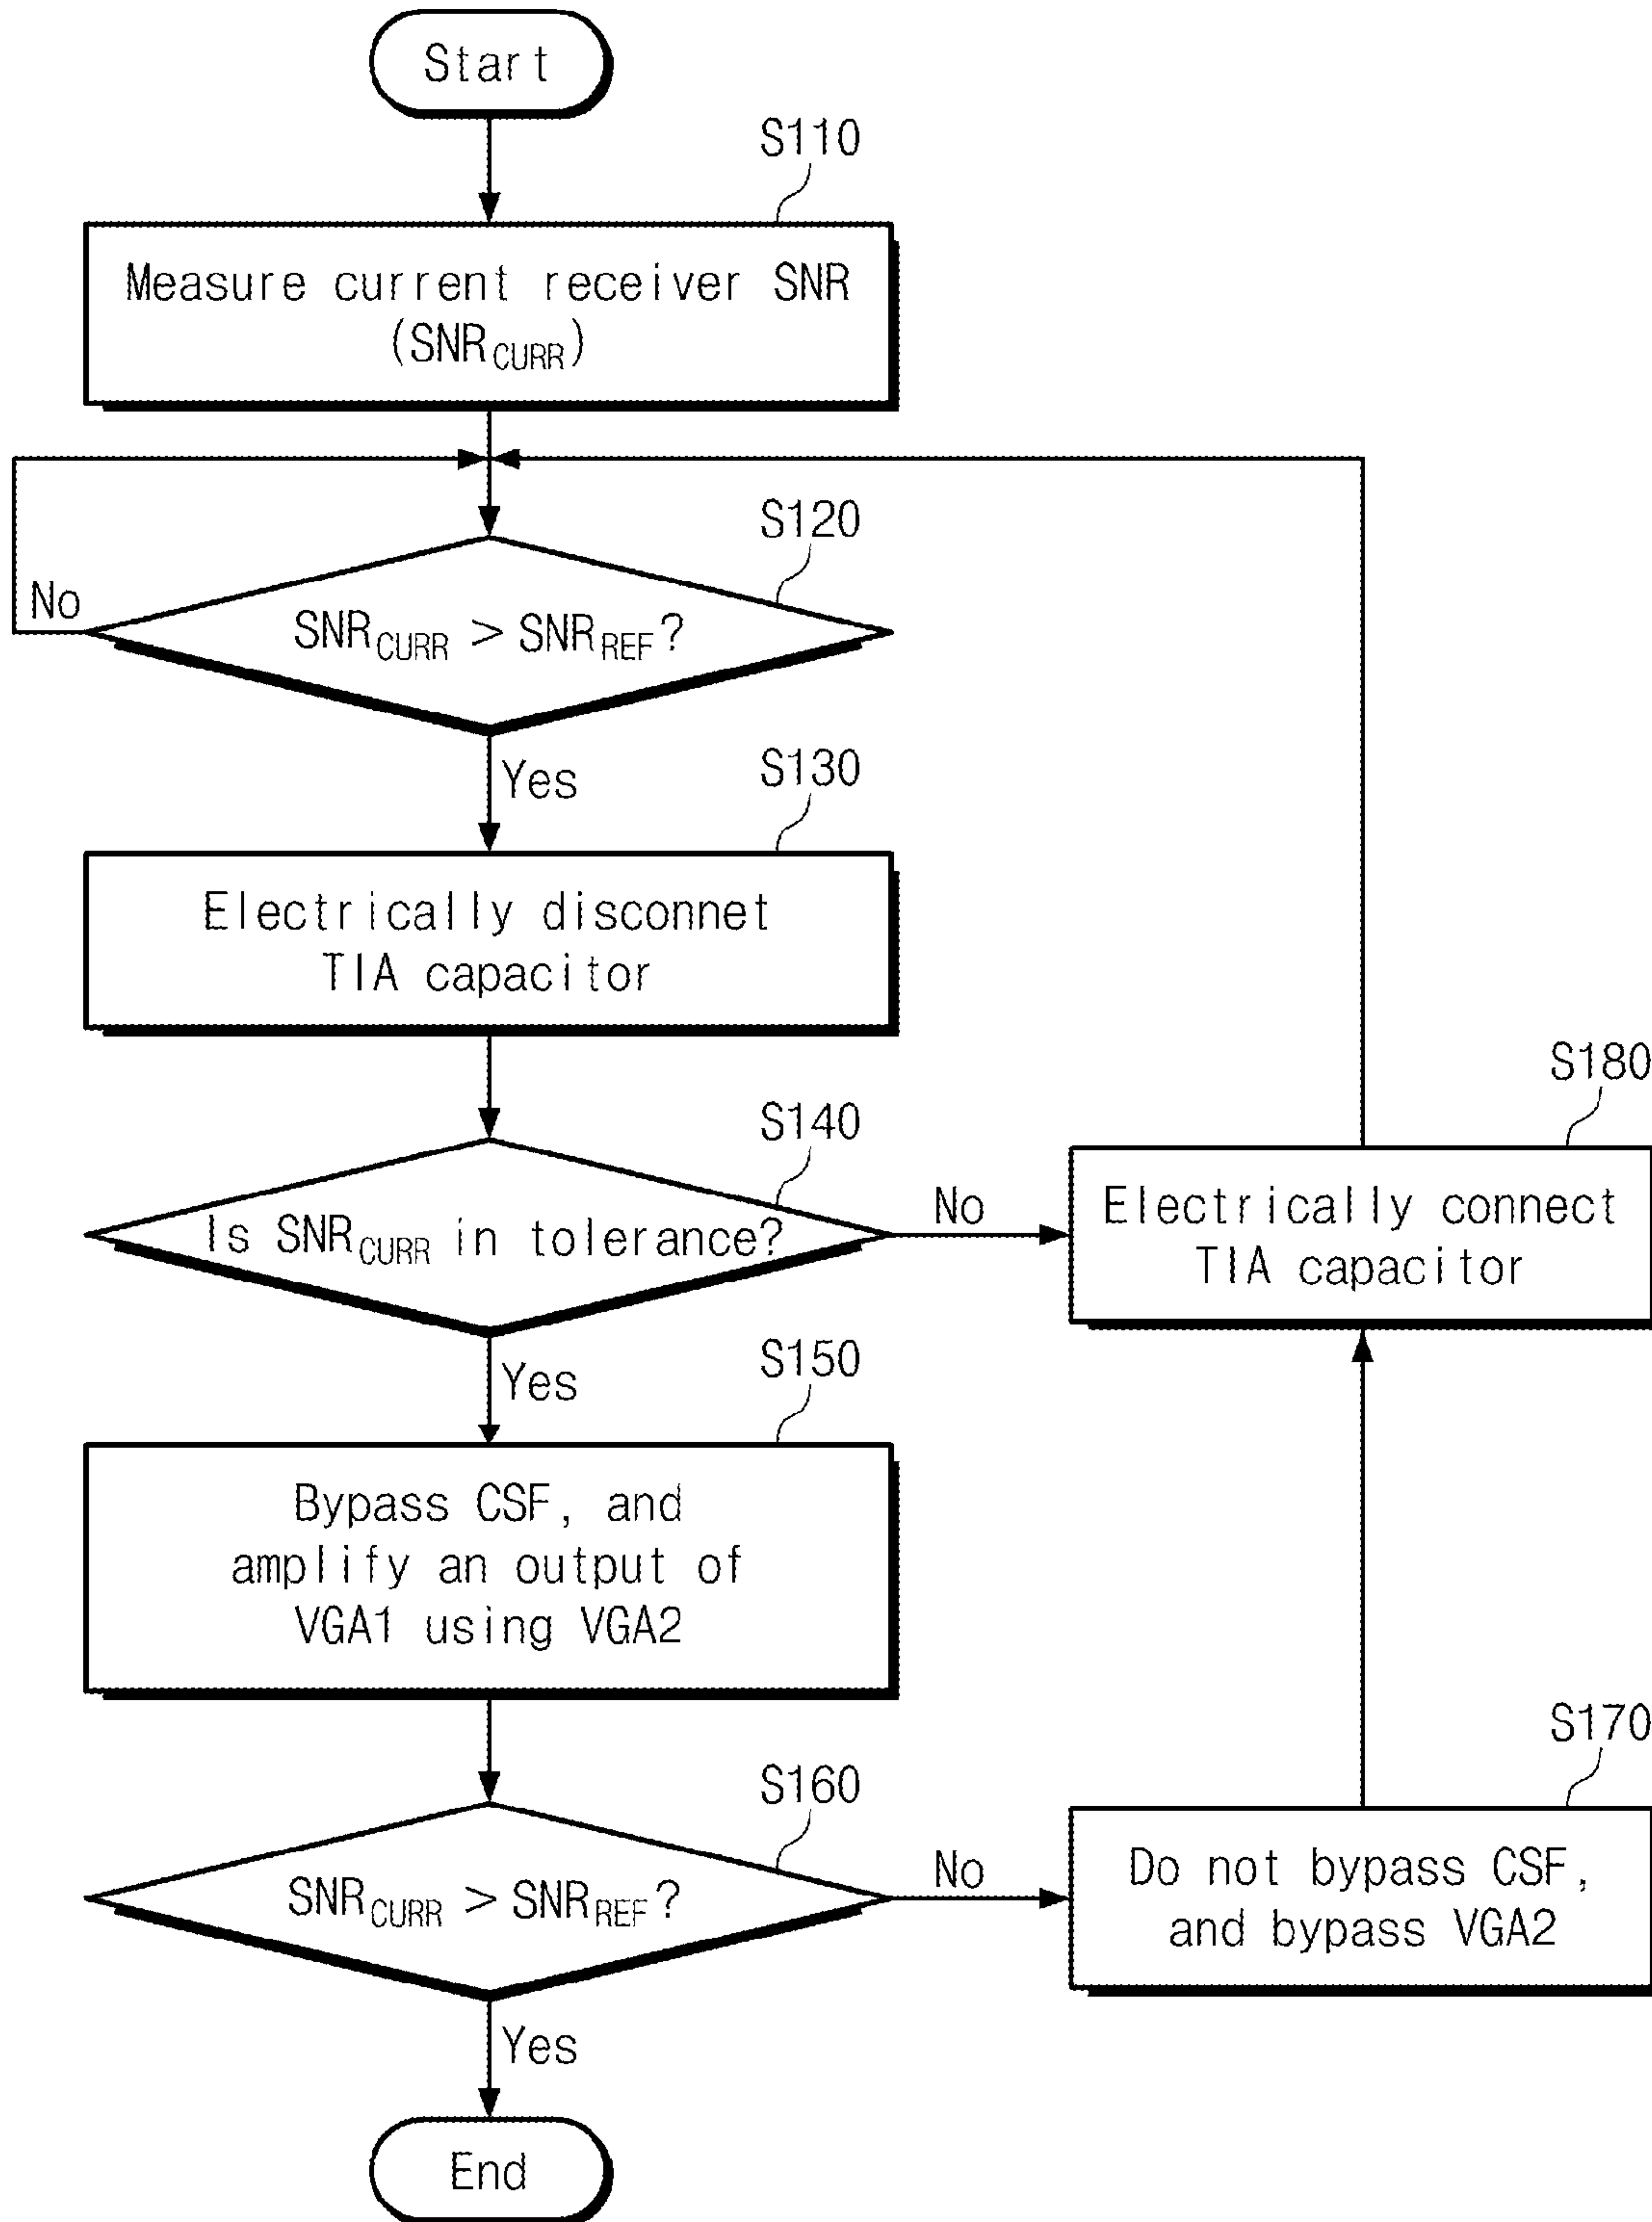 Start
S110
Measure current receiver SNR
(SNRCURR)
S120
No
SNRCURR > SNRREF?
Yes
S130
Electrically disconnet
TIA capacitor
S140
Is SNRCURR in tolerance?
No
S180
Electrically connect
TIA capacitor
Yes
S150
Bypass CSF, and
amplify an output of
VGA1 using VGA2
S160
SNRCURR > SNRREF?
No
S170
Do not bypass CSF,
and bypass VGA2
Yes
End